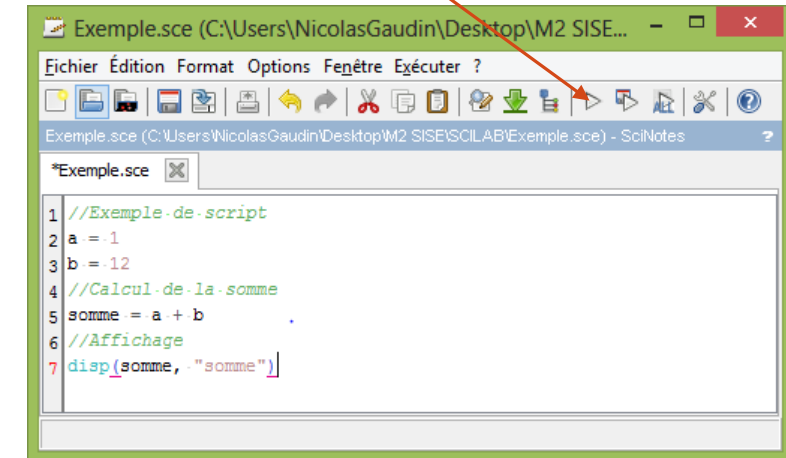 Exemple.sce (C:\Users\NicolasGaudin\Desktop\M2 SISE...
Fichier Édition Format Options Fenêtre Exécuter ?
Exemple.sce (C:\Users\NicolasGaudin\Desktop\M2 SISE\SCILAB\Exemple.sce) - SciNotes ?
*Exemple.sce
1 //Exemple de script
2 a = 1
3 b = 12
4 //Calcul de la somme
5 somme = a + b
6 //Affichage
7 disp(somme, "somme")